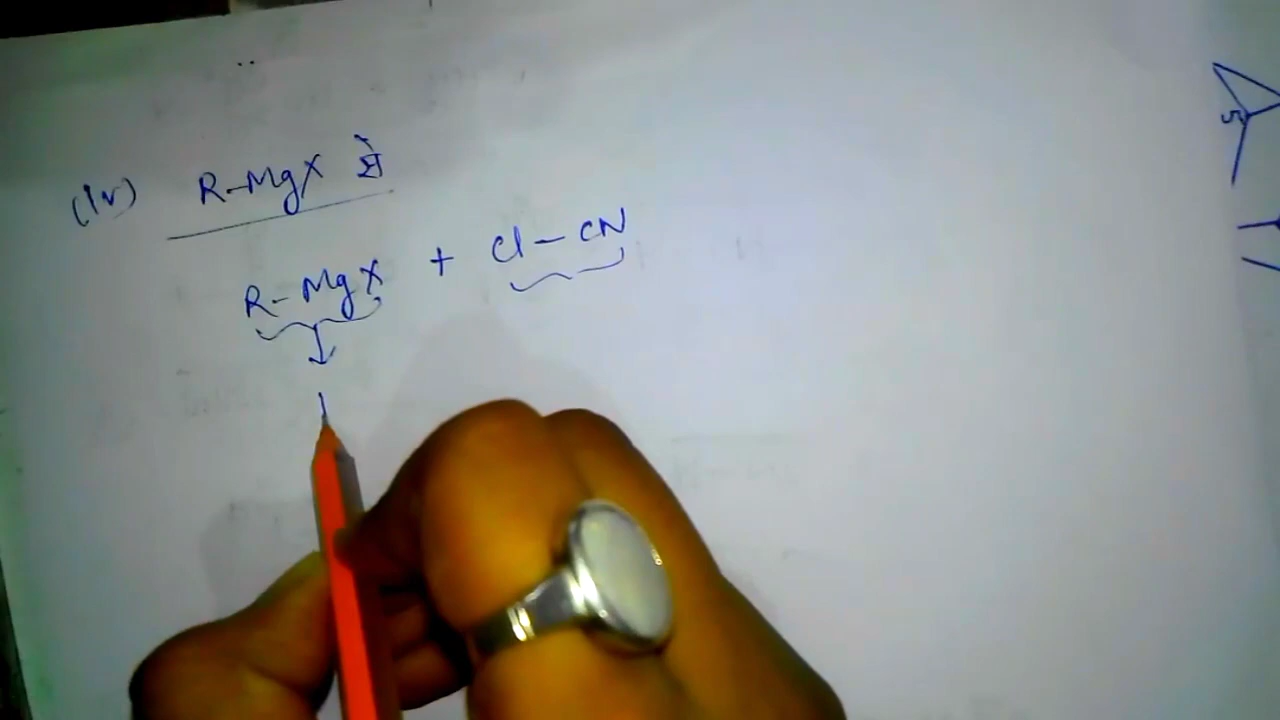 (iv) R-MgX से
R-MgX + Cl-CN